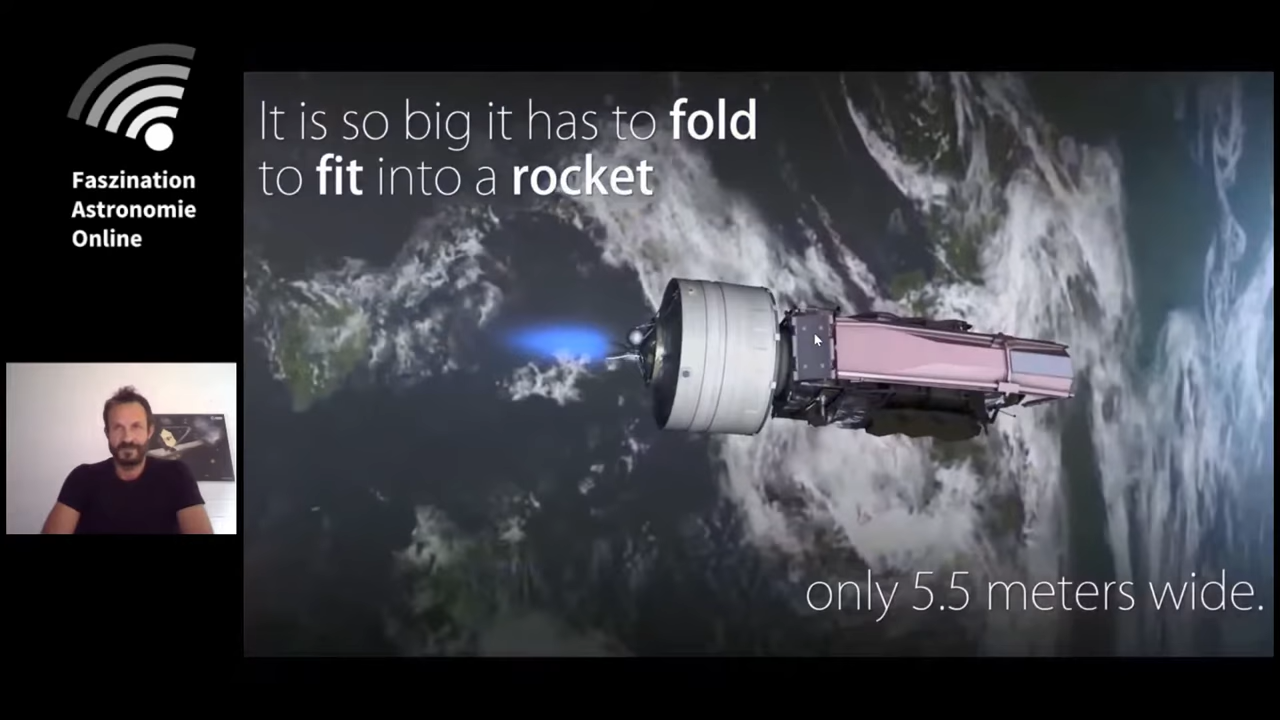 Faszination
Astronomie
Online
It is so big it has to fold
to fit into a rocket
only 5.5 meters wide.